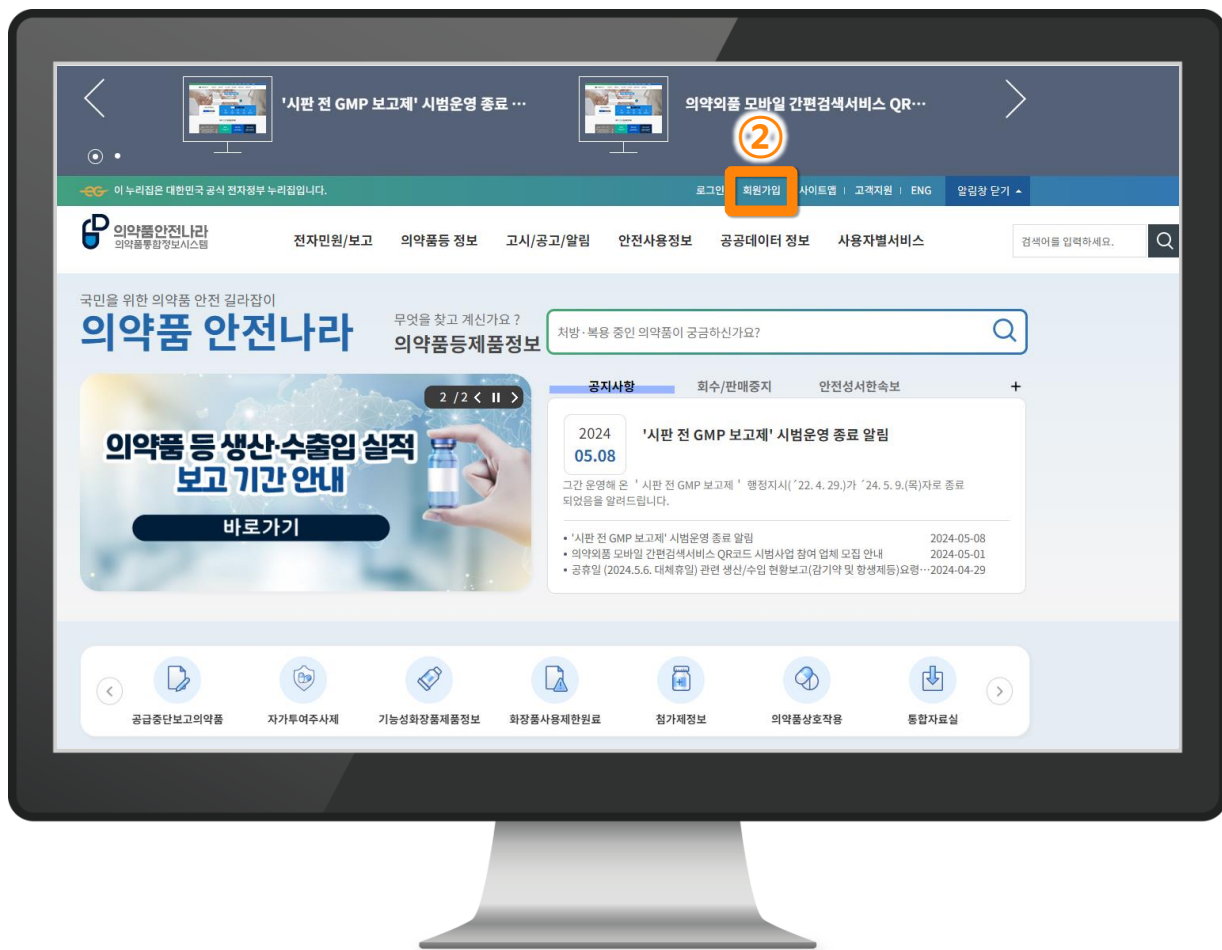 '시판 전 GMP 보고제' 시범운영 종료 …
의약외품 모바일 간편검색서비스 QR…
②
이 누리집은 대한민국 공식 전자정부 누리집입니다.
로그인 회원가입 사이트맵 고객지원 ENG 알림창 닫기
의약품안전나라
의약품통합정보시스템
전자민원/보고 의약품등 정보 고시/공고/알림 안전사용정보 공공데이터 정보 사용자별서비스
검색어를 입력하세요.
국민을 위한 의약품 안전 길라잡이
의약품 안전나라
무엇을 찾고 계신가요 ?
의약품등제품정보
처방·복용 중인 의약품이 궁금하신가요?
2 /2
의약품 등 생산·수출입 실적
보고 기간 안내
바로가기
공지사항 회수/판매중지 안전성서한속보 +
2024
05.08
'시판 전 GMP 보고제' 시범운영 종료 알림
그간 운영해 온 ' 시판 전 GMP 보고제 ' 행정지시(´22. 4. 29.)가 ´24. 5. 9.(목)자로 종료
되었음을 알려드립니다.
• '시판 전 GMP 보고제' 시범운영 종료 알림 2024-05-08
• 의약외품 모바일 간편검색서비스 QR코드 시범사업 참여 업체 모집 안내 2024-05-01
• 공휴일 (2024.5.6. 대체휴일) 관련 생산/수입 현황보고(감기약 및 항생제등)요령…2024-04-29
공급중단보고의약품 자가투여주사제 기능성화장품제품정보 화장품사용제한원료 첨가제정보 의약품상호작용 통합자료실